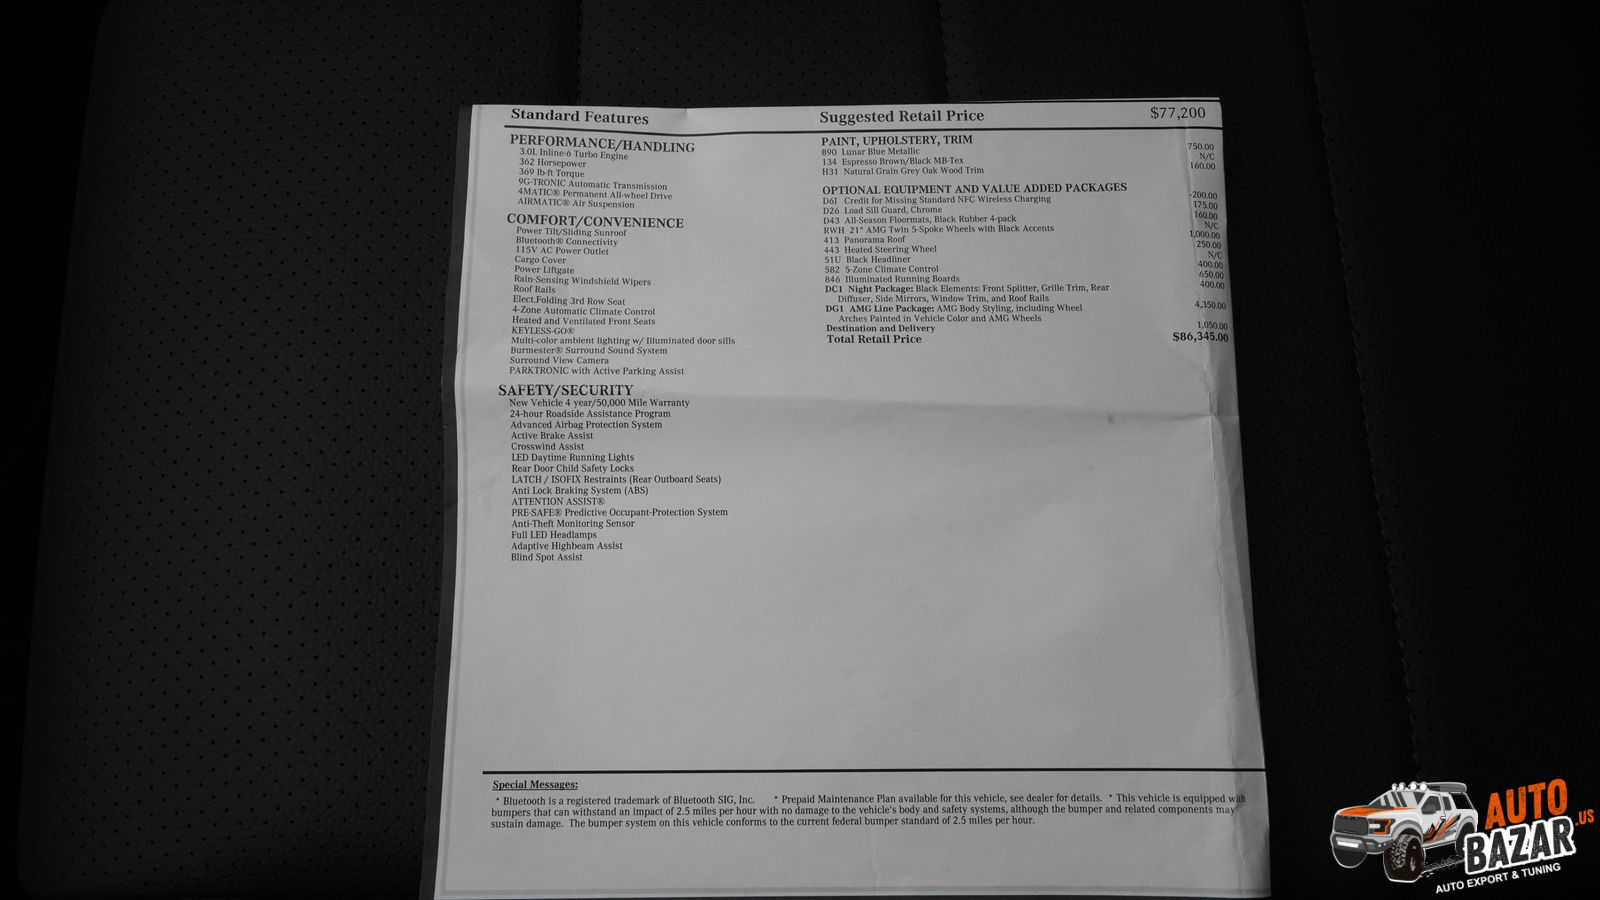 Standard Features
PERFORMANCE/HANDLING
3.0L Inline-6 Turbo Engine
362 Horsepower
369 lb-ft Torque
9G-TRONIC Automatic Transmission
4MATIC® Permanent All-wheel Drive
AIRMATIC® Air Suspension
COMFORT/CONVENIENCE
Power Tilt/Sliding Sunroof
Bluetooth® Connectivity
115V AC Power Outlet
Cargo Cover
Power Liftgate
Rain-Sensing Windshield Wipers
Roof Rails
Elect.Folding 3rd Row Seat
4-Zone Automatic Climate Control
Heated and Ventilated Front Seats
KEYLESS-GO®
Multi-color ambient lighting w/ Illuminated door sills
Burmester® Surround Sound System
Surround View Camera
PARKTRONIC with Active Parking Assist
SAFETY/SECURITY
New Vehicle 4 year/50,000 Mile Warranty
24-hour Roadside Assistance Program
Advanced Airbag Protection System
Active Brake Assist
Crosswind Assist
LED Daytime Running Lights
Rear Door Child Safety Locks
LATCH / ISOFIX Restraints (Rear Outboard Seats)
Anti Lock Braking System (ABS)
ATTENTION ASSIST®
PRE-SAFE® Predictive Occupant-Protection System
Anti-Theft Monitoring Sensor
Full LED Headlamps
Adaptive Highbeam Assist
Blind Spot Assist
Suggested Retail Price $77,200
PAINT, UPHOLSTERY, TRIM
890 Lunar Blue Metallic 750.00
134 Espresso Brown/Black MB-Tex N/C
H31 Natural Grain Grey Oak Wood Trim 160.00
OPTIONAL EQUIPMENT AND VALUE ADDED PACKAGES
D6J Credit for Missing Standard NFC Wireless Charging -200.00
D26 Load Sill Guard, Chrome 175.00
D43 All-Season Floormats, Black Rubber 4-pack 160.00
RWH 21" AMG Twin 5-Spoke Wheels with Black Accents N/C
413 Panorama Roof 1,000.00
443 Heated Steering Wheel 250.00
51U Black Headliner N/C
582 5-Zone Climate Control 400.00
846 Illuminated Running Boards 650.00
DC1 Night Package: Black Elements: Front Splitter, Grille Trim, Rear 400.00
Diffuser, Side Mirrors, Window Trim, and Roof Rails
DG1 AMG Line Package: AMG Body Styling, including Wheel 4,350.00
Arches Painted in Vehicle Color and AMG Wheels
Destination and Delivery 1,050.00
Total Retail Price $86,345.00
Special Messages:
* Bluetooth is a registered trademark of Bluetooth SIG, Inc. * Prepaid Maintenance Plan available for this vehicle, see dealer for details. * This vehicle is equipped with
bumpers that can withstand an impact of 2.5 miles per hour with no damage to the vehicle's body and safety systems, although the bumper and related components may
sustain damage. The bumper system on this vehicle conforms to the current federal bumper standard of 2.5 miles per hour.
AUTO
BAZAR.US
AUTO EXPORT & TUNING